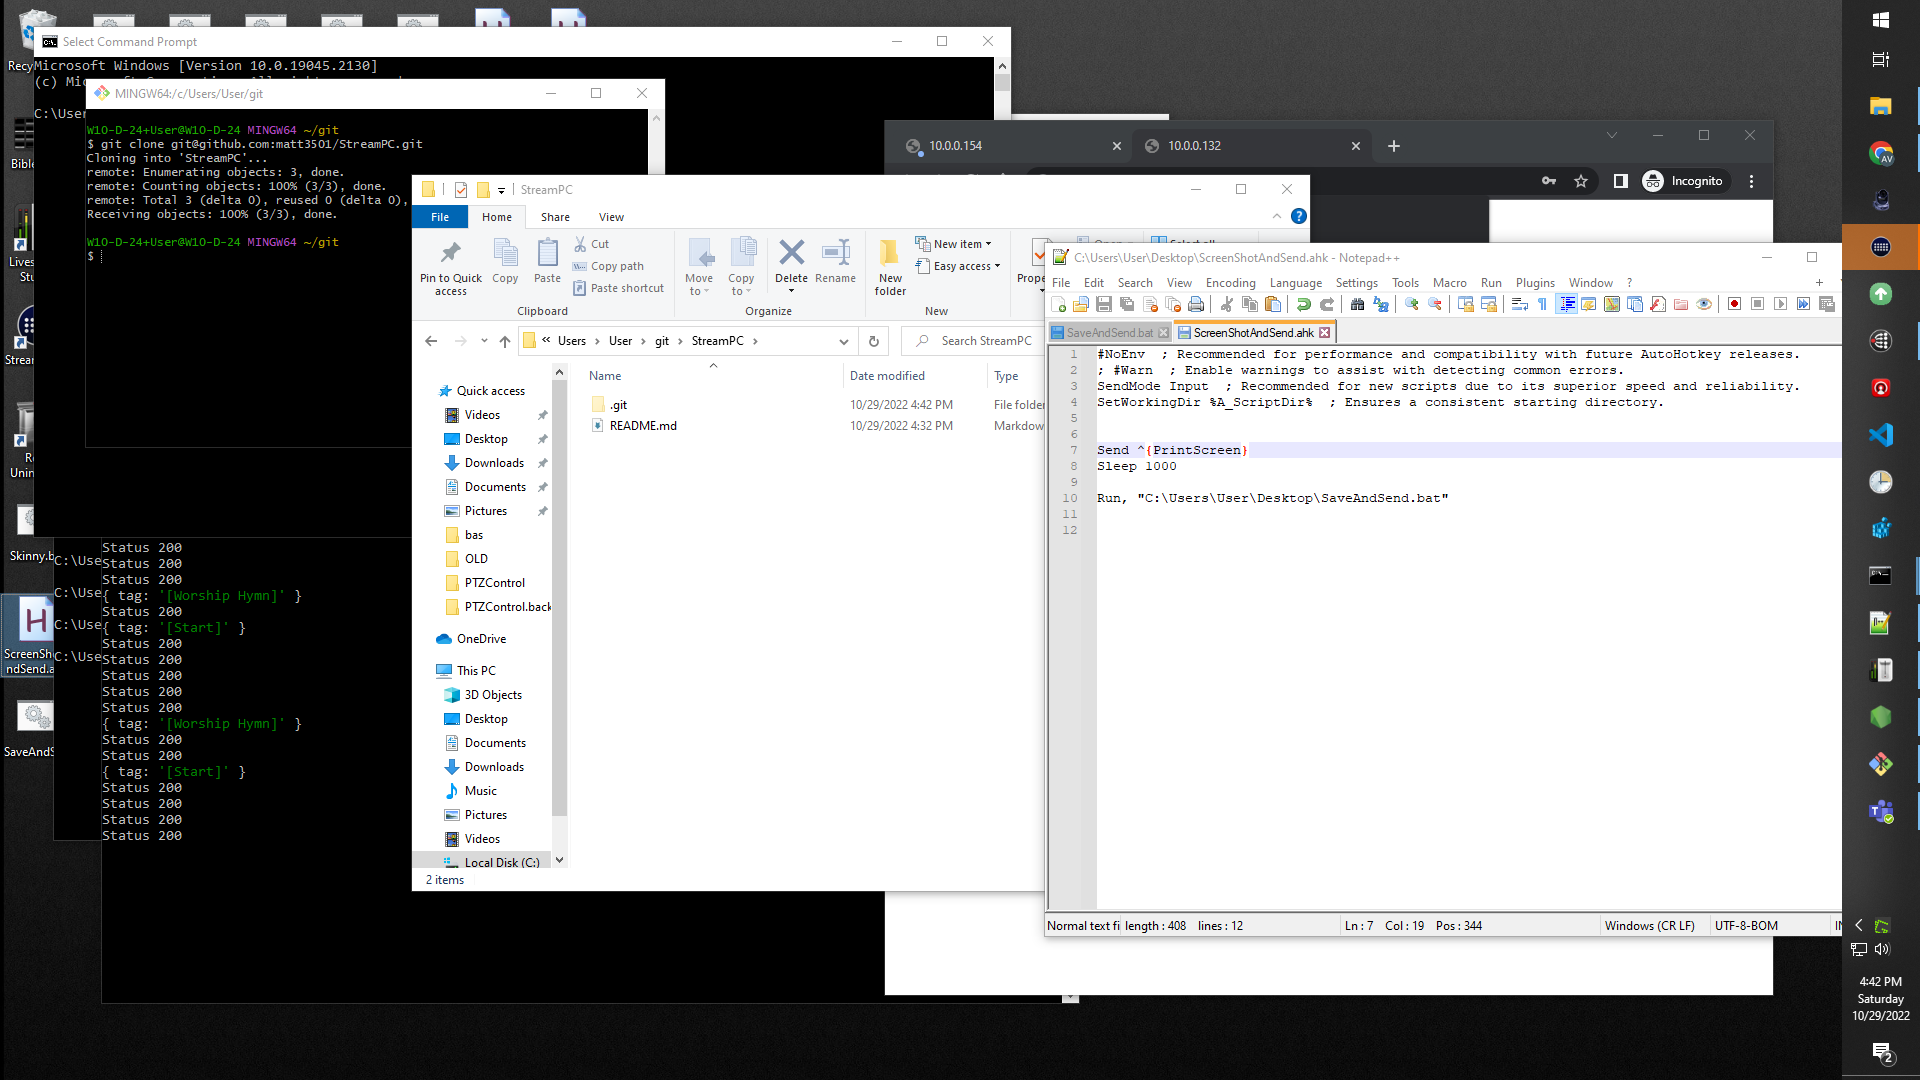 Select Command Prompt
Microsoft Windows [Version 10.0.19045.2130]
(c) Mic
C:\User
MINGW64:/c/Users/User/git
W10-D-24+User@W10-D-24 MINGW64 ~/git
$ git clone git@github.com:matt3501/StreamPC.git
Cloning into 'StreamPC'...
remote: Enumerating objects: 3, done.
remote: Counting objects: 100% (3/3), done.
remote: Total 3 (delta 0), reused 0 (delta 0),
Receiving objects: 100% (3/3), done.
W10-D-24+User@W10-D-24 MINGW64 ~/git
$
Recy
Bible
Lives
Stu
Stream
Re
Unin
Skinny.b
ScreenSho
ndSend.a
SaveAndS
C:\Use
C:\Use
C:\Use
C:\Use
Status 200
Status 200
Status 200
{ tag: '[Worship Hymn]' }
Status 200
{ tag: '[Start]' }
Status 200
Status 200
Status 200
Status 200
Status 200
{ tag: '[Worship Hymn]' }
Status 200
Status 200
{ tag: '[Start]' }
Status 200
Status 200
Status 200
Status 200
10.0.0.154
10.0.0.132
Incognito
StreamPC
File
Home
Share
View
Pin to Quick
access
Copy
Paste
Cut
Copy path
Paste shortcut
Clipboard
Move
to
Copy
to
Delete
Rename
Organize
New
folder
New item
Easy access
New
Prope
Open
Select all
Users
User
git
StreamPC
Search StreamPC
Name
Date modified
Type
.git
10/29/2022 4:42 PM
File folder
README.md
10/29/2022 4:32 PM
Markdow
Quick access
Videos
Desktop
Downloads
Documents
Pictures
bas
OLD
PTZControl
PTZControl.back
OneDrive
This PC
3D Objects
Desktop
Documents
Downloads
Music
Pictures
Videos
Local Disk (C:)
2 items
C:\Users\User\Desktop\ScreenShotAndSend.ahk - Notepad++
File Edit Search View Encoding Language Settings Tools Macro Run Plugins Window ?
SaveAndSend.bat
ScreenShotAndSend.ahk
1 #NoEnv  ; Recommended for performance and compatibility with future AutoHotkey releases.
2 ; #Warn  ; Enable warnings to assist with detecting common errors.
3 SendMode Input  ; Recommended for new scripts due to its superior speed and reliability.
4 SetWorkingDir %A_ScriptDir%  ; Ensures a consistent starting directory.
5
6
7 Send ^{PrintScreen}
8 Sleep 1000
9
10 Run, "C:\Users\User\Desktop\SaveAndSend.bat"
11
12
Normal text fi
length : 408 lines : 12
Ln : 7 Col : 19 Pos : 344
Windows (CR LF)
UTF-8-BOM
IN
AV
4:42 PM
Saturday
10/29/2022
2